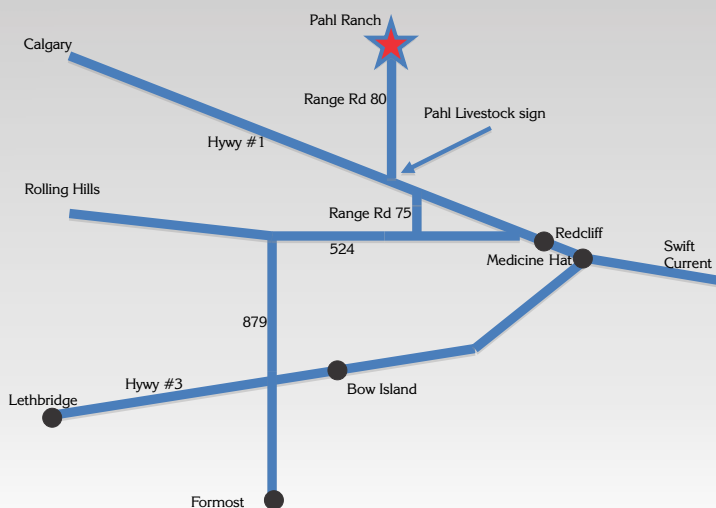 Pahl Ranch
Calgary
Range Rd 80
Pahl Livestock sign
Hywy #1
Rolling Hills
Range Rd 75
Redcliff
524
Medicine Hat
Swift
Current
879
Hywy #3
Bow Island
Lethbridge
Formost